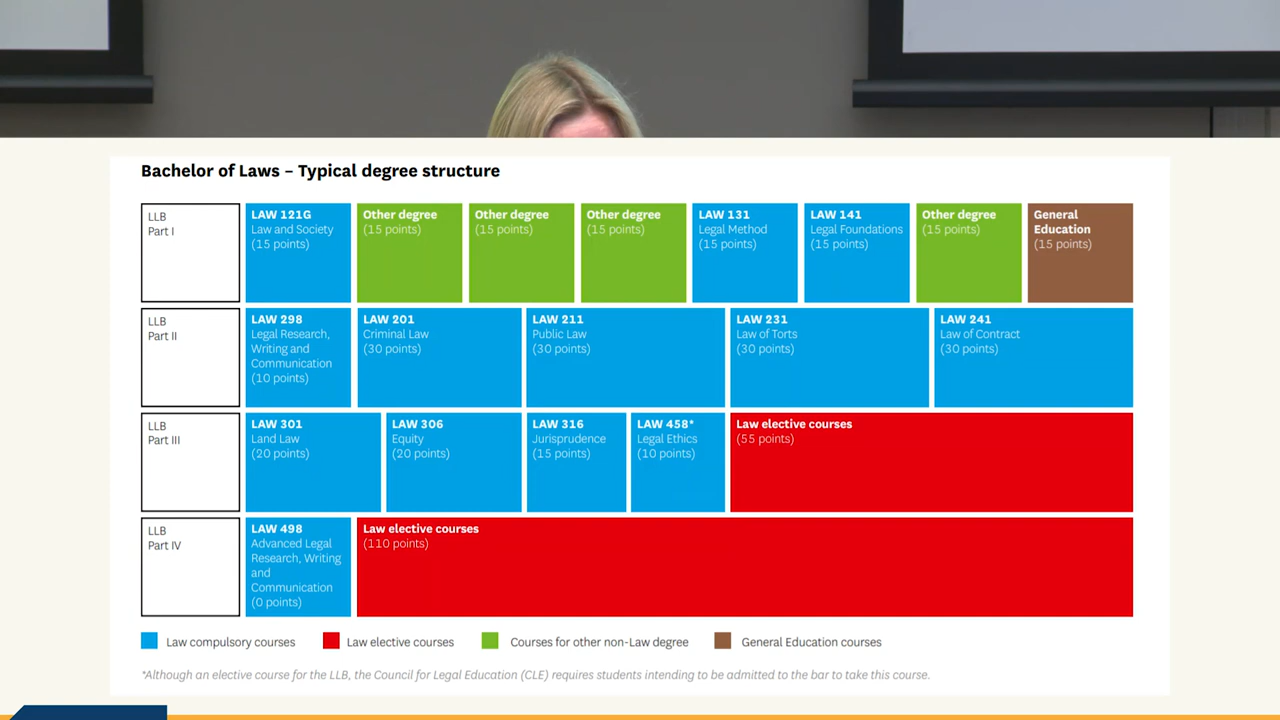 Bachelor of Laws – Typical degree structure
LLB
Part I
LAW 121G
Law and Society
(15 points)
Other degree
(15 points)
Other degree
(15 points)
Other degree
(15 points)
LAW 131
Legal Method
(15 points)
LAW 141
Legal Foundations
(15 points)
Other degree
(15 points)
General
Education
(15 points)
LLB
Part II
LAW 298
Legal Research,
Writing and
Communication
(10 points)
LAW 201
Criminal Law
(30 points)
LAW 211
Public Law
(30 points)
LAW 231
Law of Torts
(30 points)
LAW 241
Law of Contract
(30 points)
LLB
Part III
LAW 301
Land Law
(20 points)
LAW 306
Equity
(20 points)
LAW 316
Jurisprudence
(15 points)
LAW 458*
Legal Ethics
(10 points)
Law elective courses
(55 points)
LLB
Part IV
LAW 498
Advanced Legal
Research, Writing
and
Communication
(0 points)
Law elective courses
(110 points)
Law compulsory courses
Law elective courses
Courses for other non-Law degree
General Education courses
*Although an elective course for the LLB, the Council for Legal Education (CLE) requires students intending to be admitted to the bar to take this course.